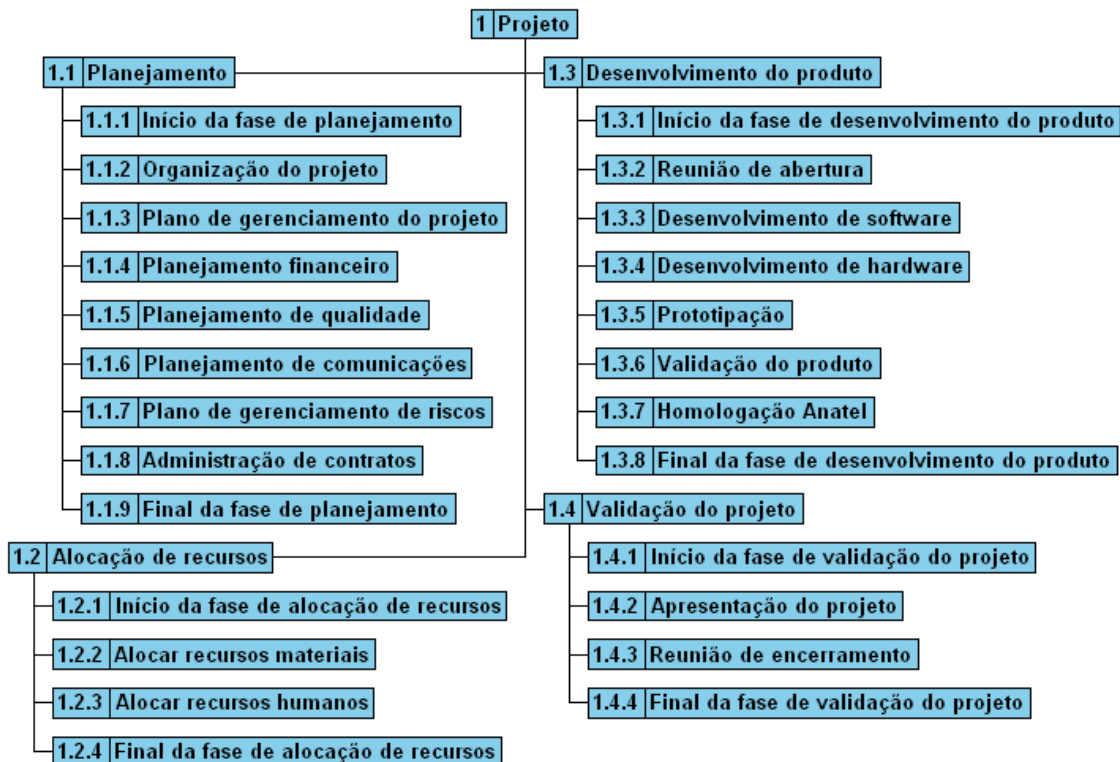 1 Projeto
1.1 Planejamento
1.1.1 Início da fase de planejamento
1.1.2 Organização do projeto
1.1.3 Plano de gerenciamento do projeto
1.1.4 Planejamento financeiro
1.1.5 Planejamento de qualidade
1.1.6 Planejamento de comunicações
1.1.7 Plano de gerenciamento de riscos
1.1.8 Administração de contratos
1.1.9 Final da fase de planejamento
1.2 Alocação de recursos
1.2.1 Início da fase de alocação de recursos
1.2.2 Alocar recursos materiais
1.2.3 Alocar recursos humanos
1.2.4 Final da fase de alocação de recursos
1.3 Desenvolvimento do produto
1.3.1 Início da fase de desenvolvimento do produto
1.3.2 Reunião de abertura
1.3.3 Desenvolvimento de software
1.3.4 Desenvolvimento de hardware
1.3.5 Prototipação
1.3.6 Validação do produto
1.3.7 Homologação Anatel
1.3.8 Final da fase de desenvolvimento do produto
1.4 Validação do projeto
1.4.1 Início da fase de validação do projeto
1.4.2 Apresentação do projeto
1.4.3 Reunião de encerramento
1.4.4 Final da fase de validação do projeto